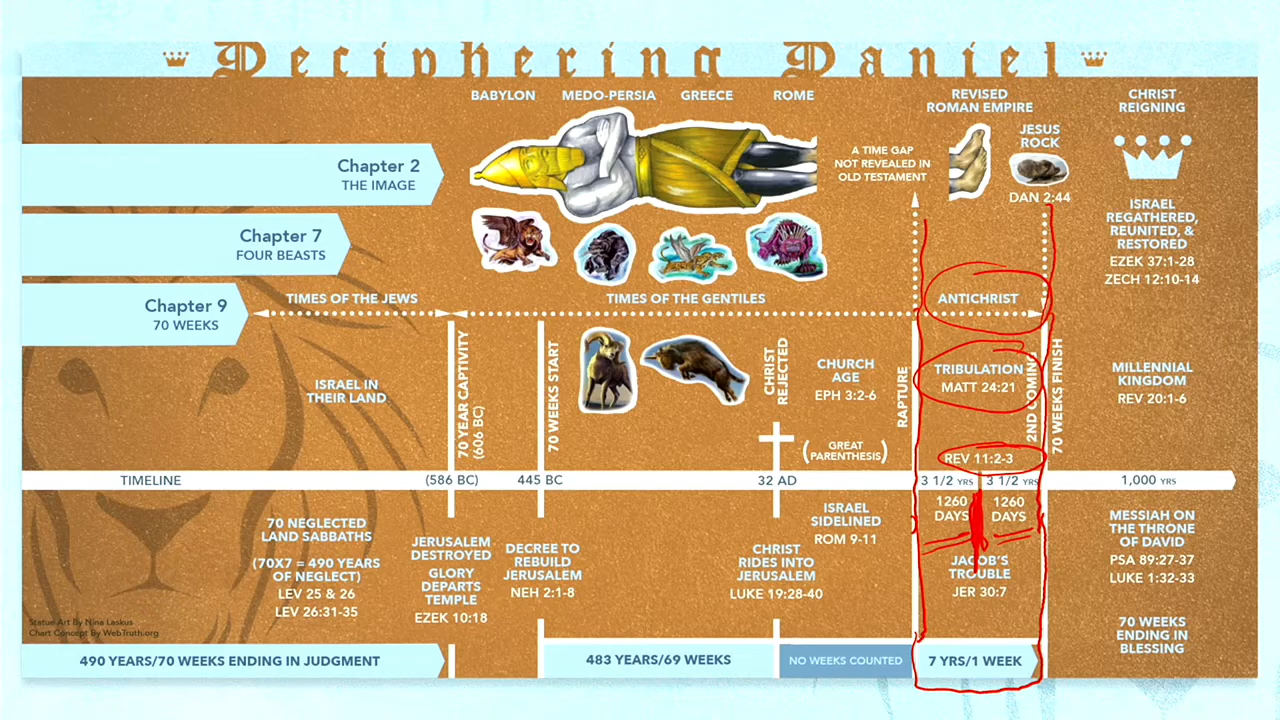 Deciphering Daniel
BABYLON
MEDO-PERSIA
GREECE
ROME
REVISED
ROMAN EMPIRE
CHRIST
REIGNING
Chapter 2
THE IMAGE
A TIME GAP
NOT REVEALED IN
OLD TESTAMENT
JESUS
ROCK
DAN 2:44
Chapter 7
FOUR BEASTS
ISRAEL
REGATHERED,
REUNITED, &
RESTORED
EZEK 37:1-28
ZECH 12:10-14
Chapter 9
70 WEEKS
TIMES OF THE JEWS
TIMES OF THE GENTILES
ANTICHRIST
ISRAEL IN
THEIR LAND
70 YEAR CAPTIVITY
(606 BC)
70 WEEKS START
CHRIST
REJECTED
CHURCH
AGE
EPH 3:2-6
(GREAT
PARENTHESIS)
RAPTURE
TRIBULATION
MATT 24:21
REV 11:2-3
2ND COMING
70 WEEKS FINISH
MILLENNIAL
KINGDOM
REV 20:1-6
TIMELINE
(586 BC)
445 BC
32 AD
3 1/2 YRS
3 1/2 YRS
1,000 YRS
70 NEGLECTED
LAND SABBATHS
(70X7 = 490 YEARS
OF NEGLECT)
LEV 25 & 26
LEV 26:31-35
JERUSALEM
DESTROYED
GLORY
DEPARTS
TEMPLE
EZEK 10:18
DECREE TO
REBUILD
JERUSALEM
NEH 2:1-8
CHRIST
RIDES INTO
JERUSALEM
LUKE 19:28-40
ISRAEL
SIDELINED
ROM 9-11
1260
DAYS
1260
DAYS
JACOB'S
TROUBLE
JER 30:7
MESSIAH ON
THE THRONE
OF DAVID
PSA 89:27-37
LUKE 1:32-33
70 WEEKS
ENDING IN
BLESSING
Statue Art By Nina Laskus
Chart Concept By WebTruth.org
490 YEARS/70 WEEKS ENDING IN JUDGMENT
483 YEARS/69 WEEKS
NO WEEKS COUNTED
7 YRS/1 WEEK